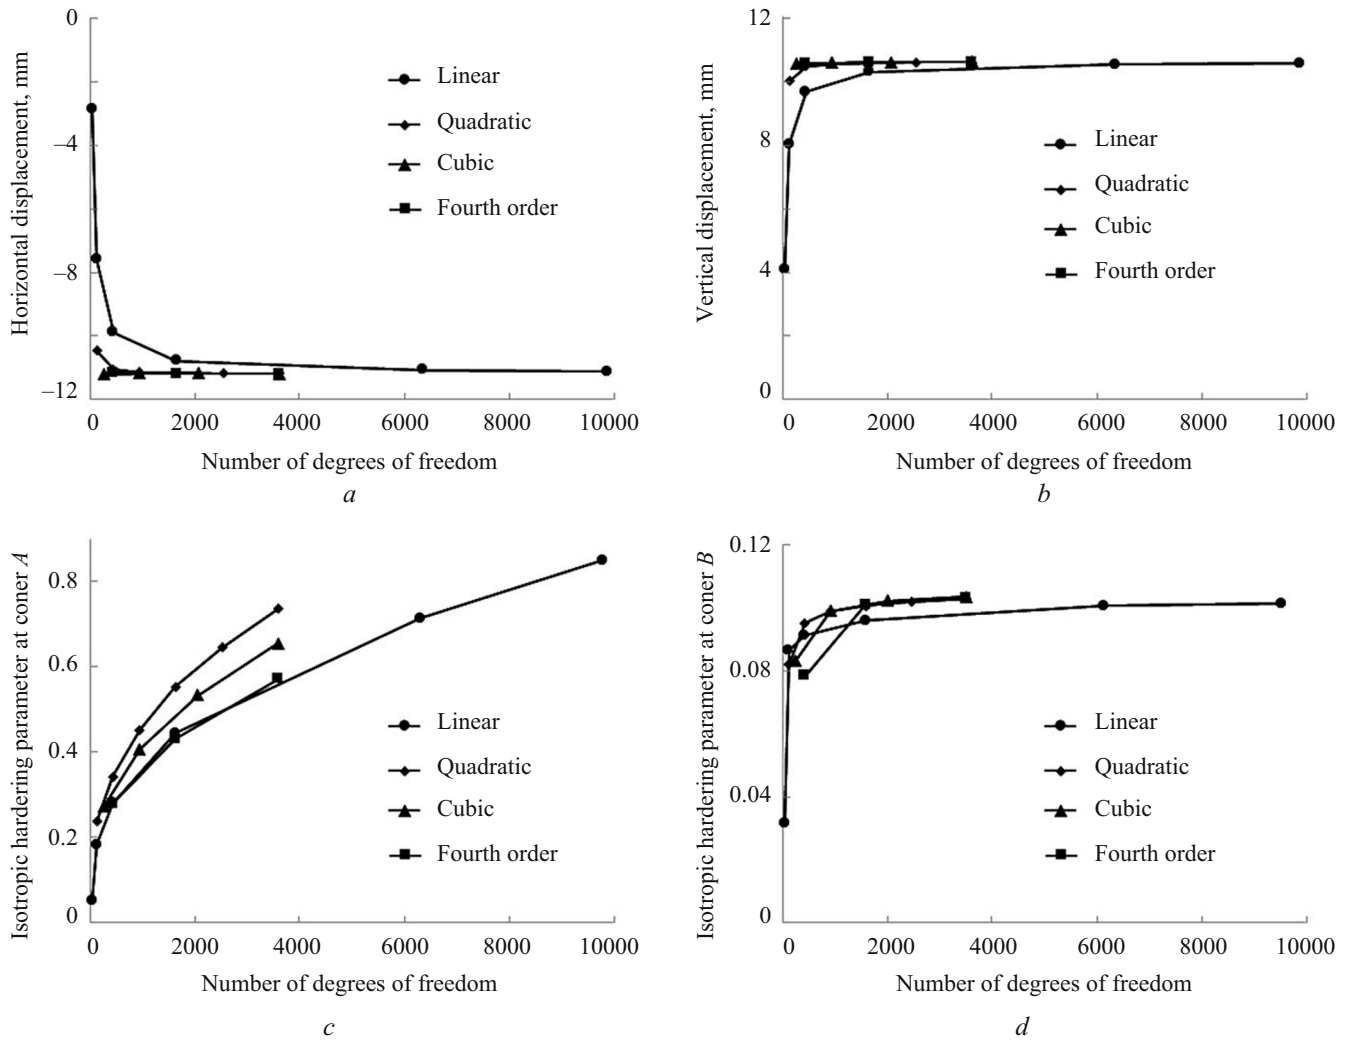 Horizontal displacement, mm
0
–4
–8
–12
Linear
Quadratic
Cubic
Fourth order
0 2000 4000 6000 8000 10000
Number of degrees of freedom
a
Vertical displacement, mm
12
8
4
0
Linear
Quadratic
Cubic
Fourth order
0 2000 4000 6000 8000 10000
Number of degrees of freedom
b
Isotropic hardering parameter at coner A
0.8
0.6
0.4
0.2
0
Linear
Quadratic
Cubic
Fourth order
0 2000 4000 6000 8000 10000
Number of degrees of freedom
c
Isotropic hardering parameter at coner B
0.12
0.08
0.04
0
Linear
Quadratic
Cubic
Fourth order
0 2000 4000 6000 8000 10000
Number of degrees of freedom
d